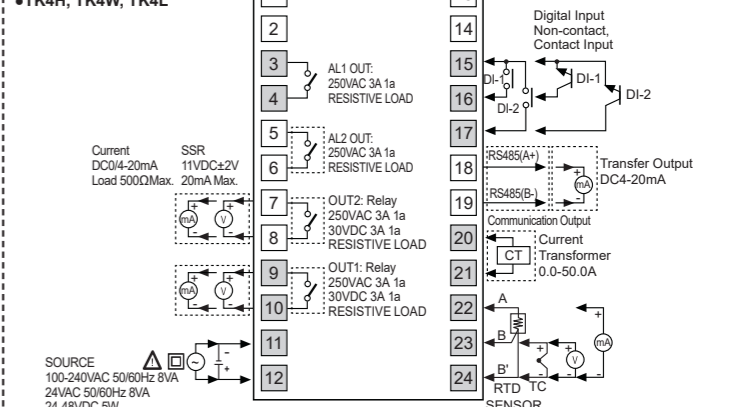 ●TK4H, TK4W, TK4L
2
14
Digital Input
Non-contact,
Contact Input
3
AL1 OUT:
250VAC 3A 1a
RESISTIVE LOAD
4
15
DI-1
16
DI-2
DI-1
DI-2
17
5
AL2 OUT:
250VAC 3A 1a
RESISTIVE LOAD
6
18
RS485(A+)
19
RS485(B-)
Communication Output
+
mA
-
Transfer Output
DC4-20mA
Current
DC0/4-20mA
Load 500ΩMax.
SSR
11VDC±2V
20mA Max.
+
mA
-
+
V
-
7
OUT2: Relay
250VAC 3A 1a
30VDC 3A 1a
RESISTIVE LOAD
8
20
CT
Current
Transformer
0.0-50.0A
21
+
mA
-
+
V
-
9
OUT1: Relay
250VAC 3A 1a
30VDC 3A 1a
RESISTIVE LOAD
10
22
A
23
B
24
B'
RTD
+
-
TC
+
V
-
+
mA
-
SENSOR
11
12
-
+
SOURCE
100-240VAC 50/60Hz 8VA
24VAC 50/60Hz 8VA
24-48VDC 5W